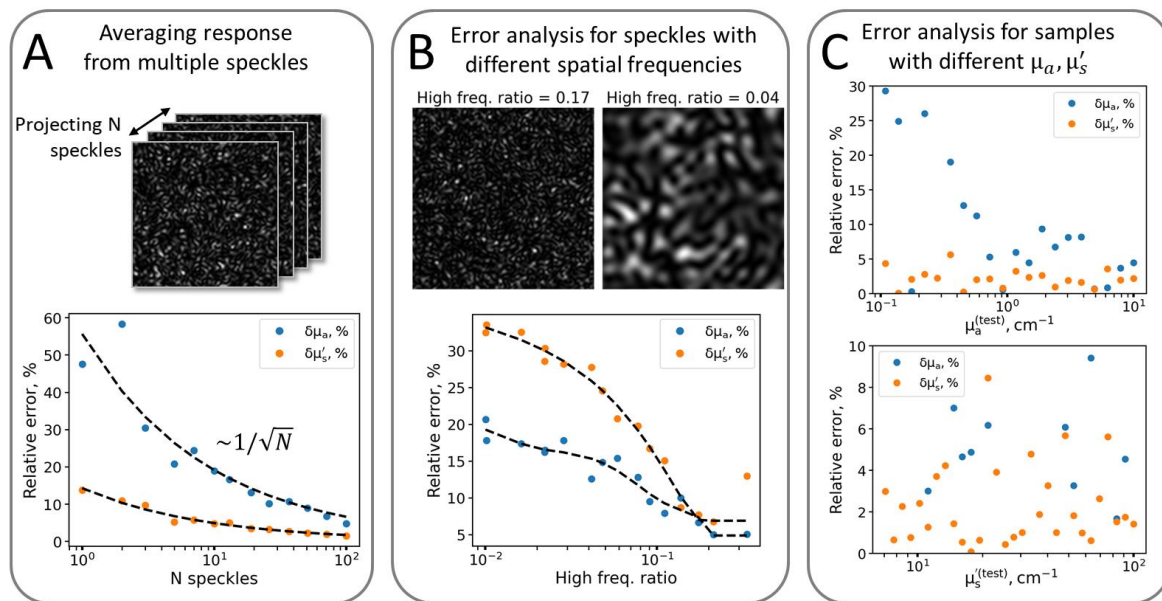 A
Averaging response
from multiple speckles
Projecting N
speckles
60
50
40
30
20
10
0
Relative error, %
δμₐ, %
δμ′ₛ, %
~1/√N
10⁰
10¹
10²
N speckles
B
Error analysis for speckles with
different spatial frequencies
High freq. ratio = 0.17
High freq. ratio = 0.04
30
25
20
15
10
5
Relative error, %
δμₐ, %
δμ′ₛ, %
10⁻²
10⁻¹
High freq. ratio
C
Error analysis for samples
with different μₐ, μ′ₛ
30
25
20
15
10
5
0
Relative error, %
δμₐ, %
δμ′ₛ, %
10⁻¹
10⁰
10¹
μₐ⁽ᵗᵉˢᵗ⁾, cm⁻¹
10
8
6
4
2
0
Relative error, %
δμₐ, %
δμ′ₛ, %
10¹
10²
μₛ′⁽ᵗᵉˢᵗ⁾, cm⁻¹